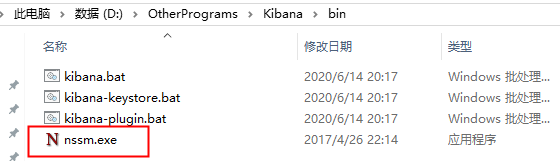 此电脑 > 数据 (D:) > OtherPrograms > Kibana > bin
名称 修改日期 类型
kibana.bat 2020/6/14 20:17 Windows 批处理...
kibana-keystore.bat 2020/6/14 20:17 Windows 批处理...
kibana-plugin.bat 2020/6/14 20:17 Windows 批处理...
nssm.exe 2017/4/26 22:14 应用程序